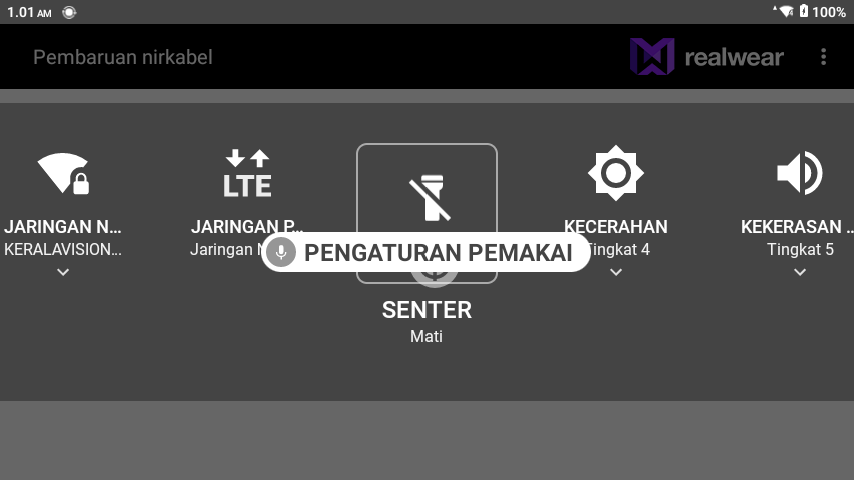 1.01 AM
100%
Pembaruan nirkabel
realwear
LTE
JARINGAN N...
KERALAVISION...
JARINGAN P...
Jaringan
KECERAHAN
Tingkat 4
KEKERASAN ...
Tingkat 5
PENGATURAN PEMAKAI
SENTER
Mati